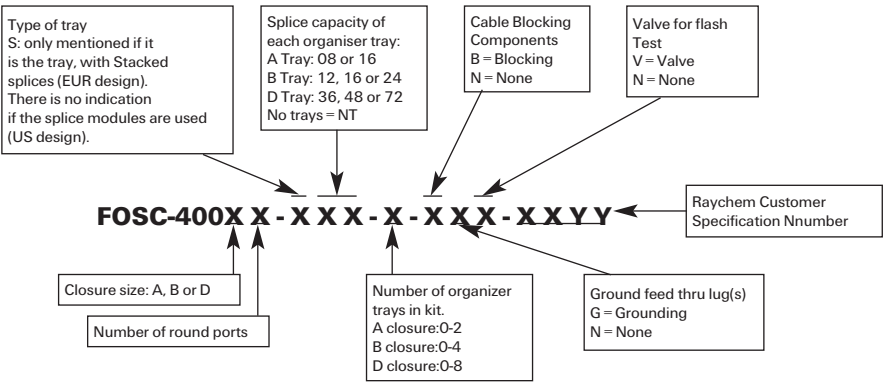 Type of tray
S: only mentioned if it
is the tray, with Stacked
splices (EUR design).
There is no indication
if the splice modules are used
(US design).
Splice capacity of
each organiser tray:
A Tray: 08 or 16
B Tray: 12, 16 or 24
D Tray: 36, 48 or 72
No trays = NT
Cable Blocking
Components
B = Blocking
N = None
Valve for flash
Test
V = Valve
N = None
FOSC-400XX-XXX-X-XXX-XXYY
Raychem Customer
Specification Nnumber
Closure size: A, B or D
Number of round ports
Number of organizer
trays in kit.
A closure:0-2
B closure:0-4
D closure:0-8
Ground feed thru lug(s)
G = Grounding
N = None